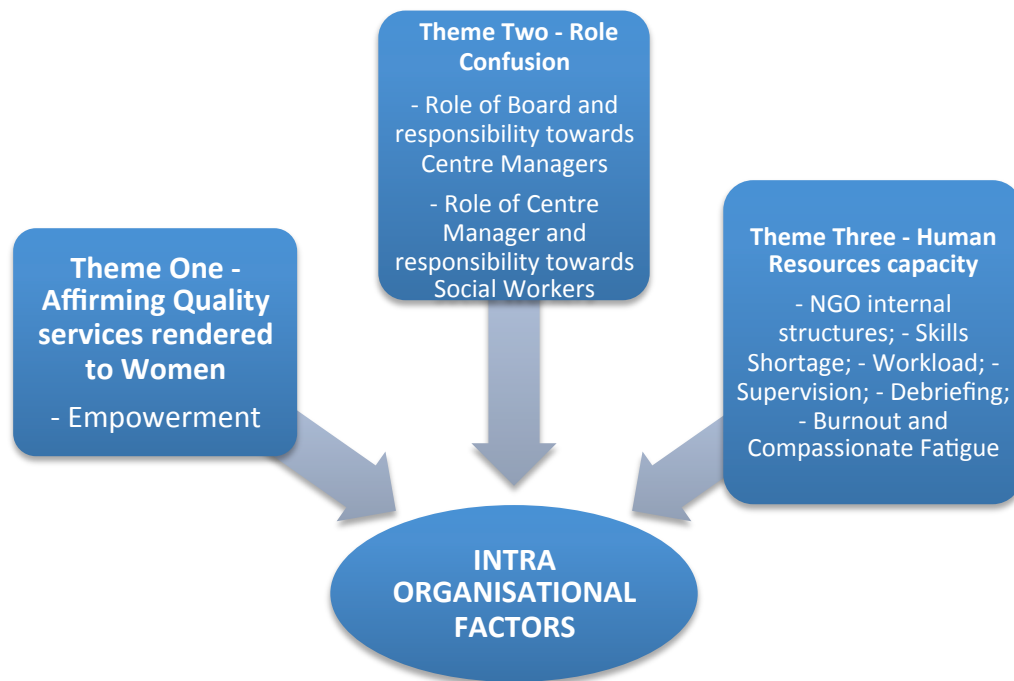 Theme One -
Affirming Quality
services rendered
to Women
- Empowerment
Theme Two - Role
Confusion
- Role of Board and
responsibility towards
Centre Managers
- Role of Centre
Manager and
responsibility towards
Social Workers
Theme Three - Human
Resources capacity
- NGO internal
structures; - Skills
Shortage; - Workload; -
Supervision; - Debriefing;
- Burnout and
Compassionate Fatigue
INTRA
ORGANISATIONAL
FACTORS